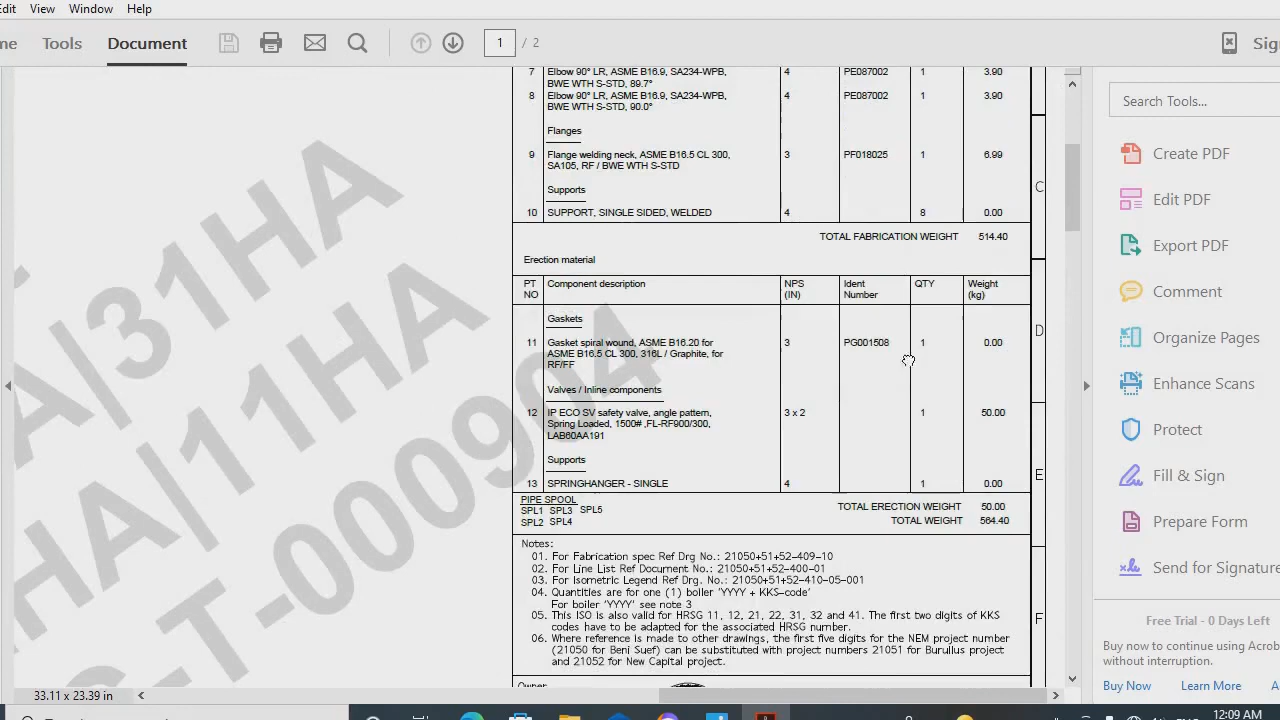 Edit View Window Help
me Tools Document 1 / 2 Sig
7 Elbow 90° LR, ASME B16.9, SA234-WPB, 4 PE087002 1 3.90
BWE WTH S-STD, 89.7°
8 Elbow 90° LR, ASME B16.9, SA234-WPB, 4 PE087002 1 3.90
BWE WTH S-STD, 90.0°
Flanges
9 Flange welding neck, ASME B16.5 CL 300, 3 PF018025 1 6.99
SA105, RF / BWE WTH S-STD
Supports
10 SUPPORT, SINGLE SIDED, WELDED 4 8 0.00
TOTAL FABRICATION WEIGHT 514.40
Erection material
PT Component description NPS Ident QTY Weight
NO (IN) Number (kg)
Gaskets
11 Gasket spiral wound, ASME B16.20 for 3 PG001508 1 0.00
ASME B16.5 CL 300, 316L / Graphite, for
RF/FF
Valves / Inline components
12 IP ECO SV safety valve, angle pattern, 3 x 2 1 50.00
Spring Loaded, 1500# ,FL-RF900/300,
LAB60AA191
Supports
13 SPRINGHANGER - SINGLE 4 1 0.00
PIPE SPOOL
SPL1 SPL3 SPL5
SPL2 SPL4
TOTAL ERECTION WEIGHT 50.00
TOTAL WEIGHT 564.40
Notes:
01. For Fabrication spec Ref Drg No.: 21050+51+52-409-10
02. For Line List Ref Document No.: 21050+51+52-400-01
03. For Isometric Legend Ref Drg. No.: 21050+51+52-410-05-001
04. Quantities are for one (1) boiler 'YYYY + KKS-code'
For boiler 'YYYY' see note 3
05. This ISO is also valid for HRSG 11, 12, 21, 22, 31, 32 and 41. The first two digits of KKS
codes have to be adapted for the associated HRSG number.
06. Where reference is made to other drawings, the first five digits for the NEM project number
(21050 for Beni Suef) can be substituted with project numbers 21051 for Burullus project
and 21052 for New Capital project.
Owner
C
D
E
F
A|31HA
HA|11HA
S-T-000904
33.11 x 23.39 in
Search Tools...
Create PDF
Edit PDF
Export PDF
Comment
Organize Pages
Enhance Scans
Protect
Fill & Sign
Prepare Form
Send for Signature
Free Trial - 0 Days Left
Buy now to continue using Acrob
without interruption.
Buy Now Learn More A
12:09 AM